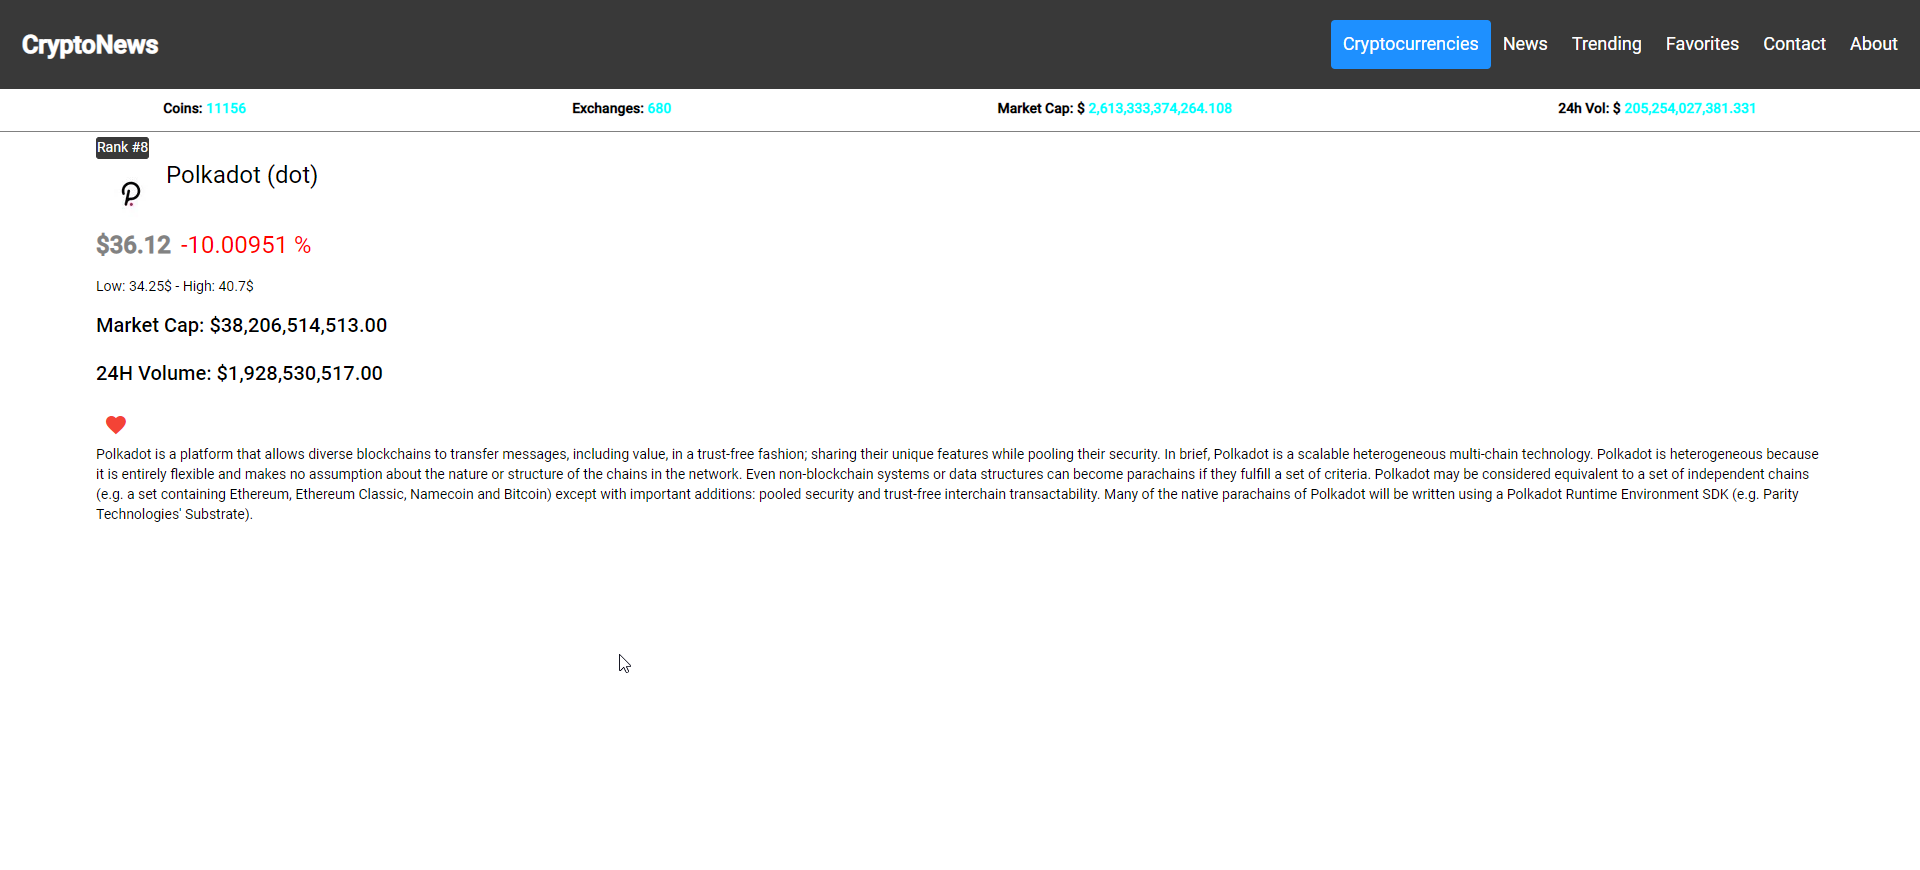 CryptoNews
Cryptocurrencies News Trending Favorites Contact About
Coins: 11156 Exchanges: 680 Market Cap: $ 2,613,333,374,264.108 24h Vol: $ 205,254,027,381.331
Rank #8
Polkadot (dot)
$36.12 -10.00951 %
Low: 34.25$ - High: 40.7$
Market Cap: $38,206,514,513.00
24H Volume: $1,928,530,517.00
Polkadot is a platform that allows diverse blockchains to transfer messages, including value, in a trust-free fashion; sharing their unique features while pooling their security. In brief, Polkadot is a scalable heterogeneous multi-chain technology. Polkadot is heterogeneous because
it is entirely flexible and makes no assumption about the nature or structure of the chains in the network. Even non-blockchain systems or data structures can become parachains if they fulfill a set of criteria. Polkadot may be considered equivalent to a set of independent chains
(e.g. a set containing Ethereum, Ethereum Classic, Namecoin and Bitcoin) except with important additions: pooled security and trust-free interchain transactability. Many of the native parachains of Polkadot will be written using a Polkadot Runtime Environment SDK (e.g. Parity
Technologies' Substrate).